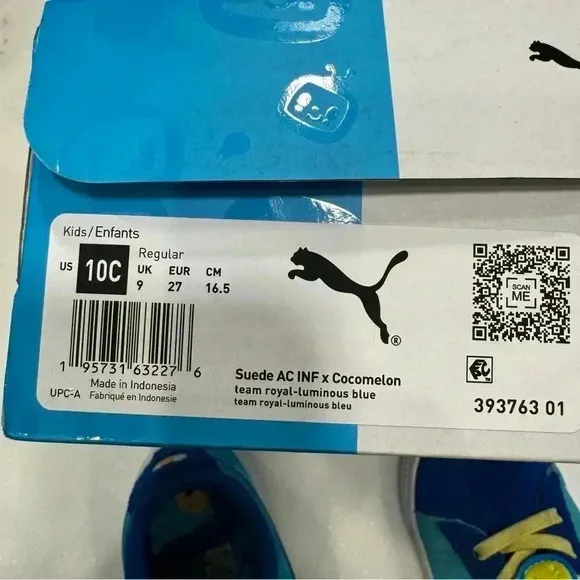 Kids/Enfants
Regular
US 10C UK EUR CM
9 27 16.5
1 95731 63227 6
UPC-A Made in Indonesia
Fabriqué en Indonesie
Suede AC INF x Cocomelon
team royal-luminous blue
team royal-luminous bleu
SCAN
ME
393763 01
®